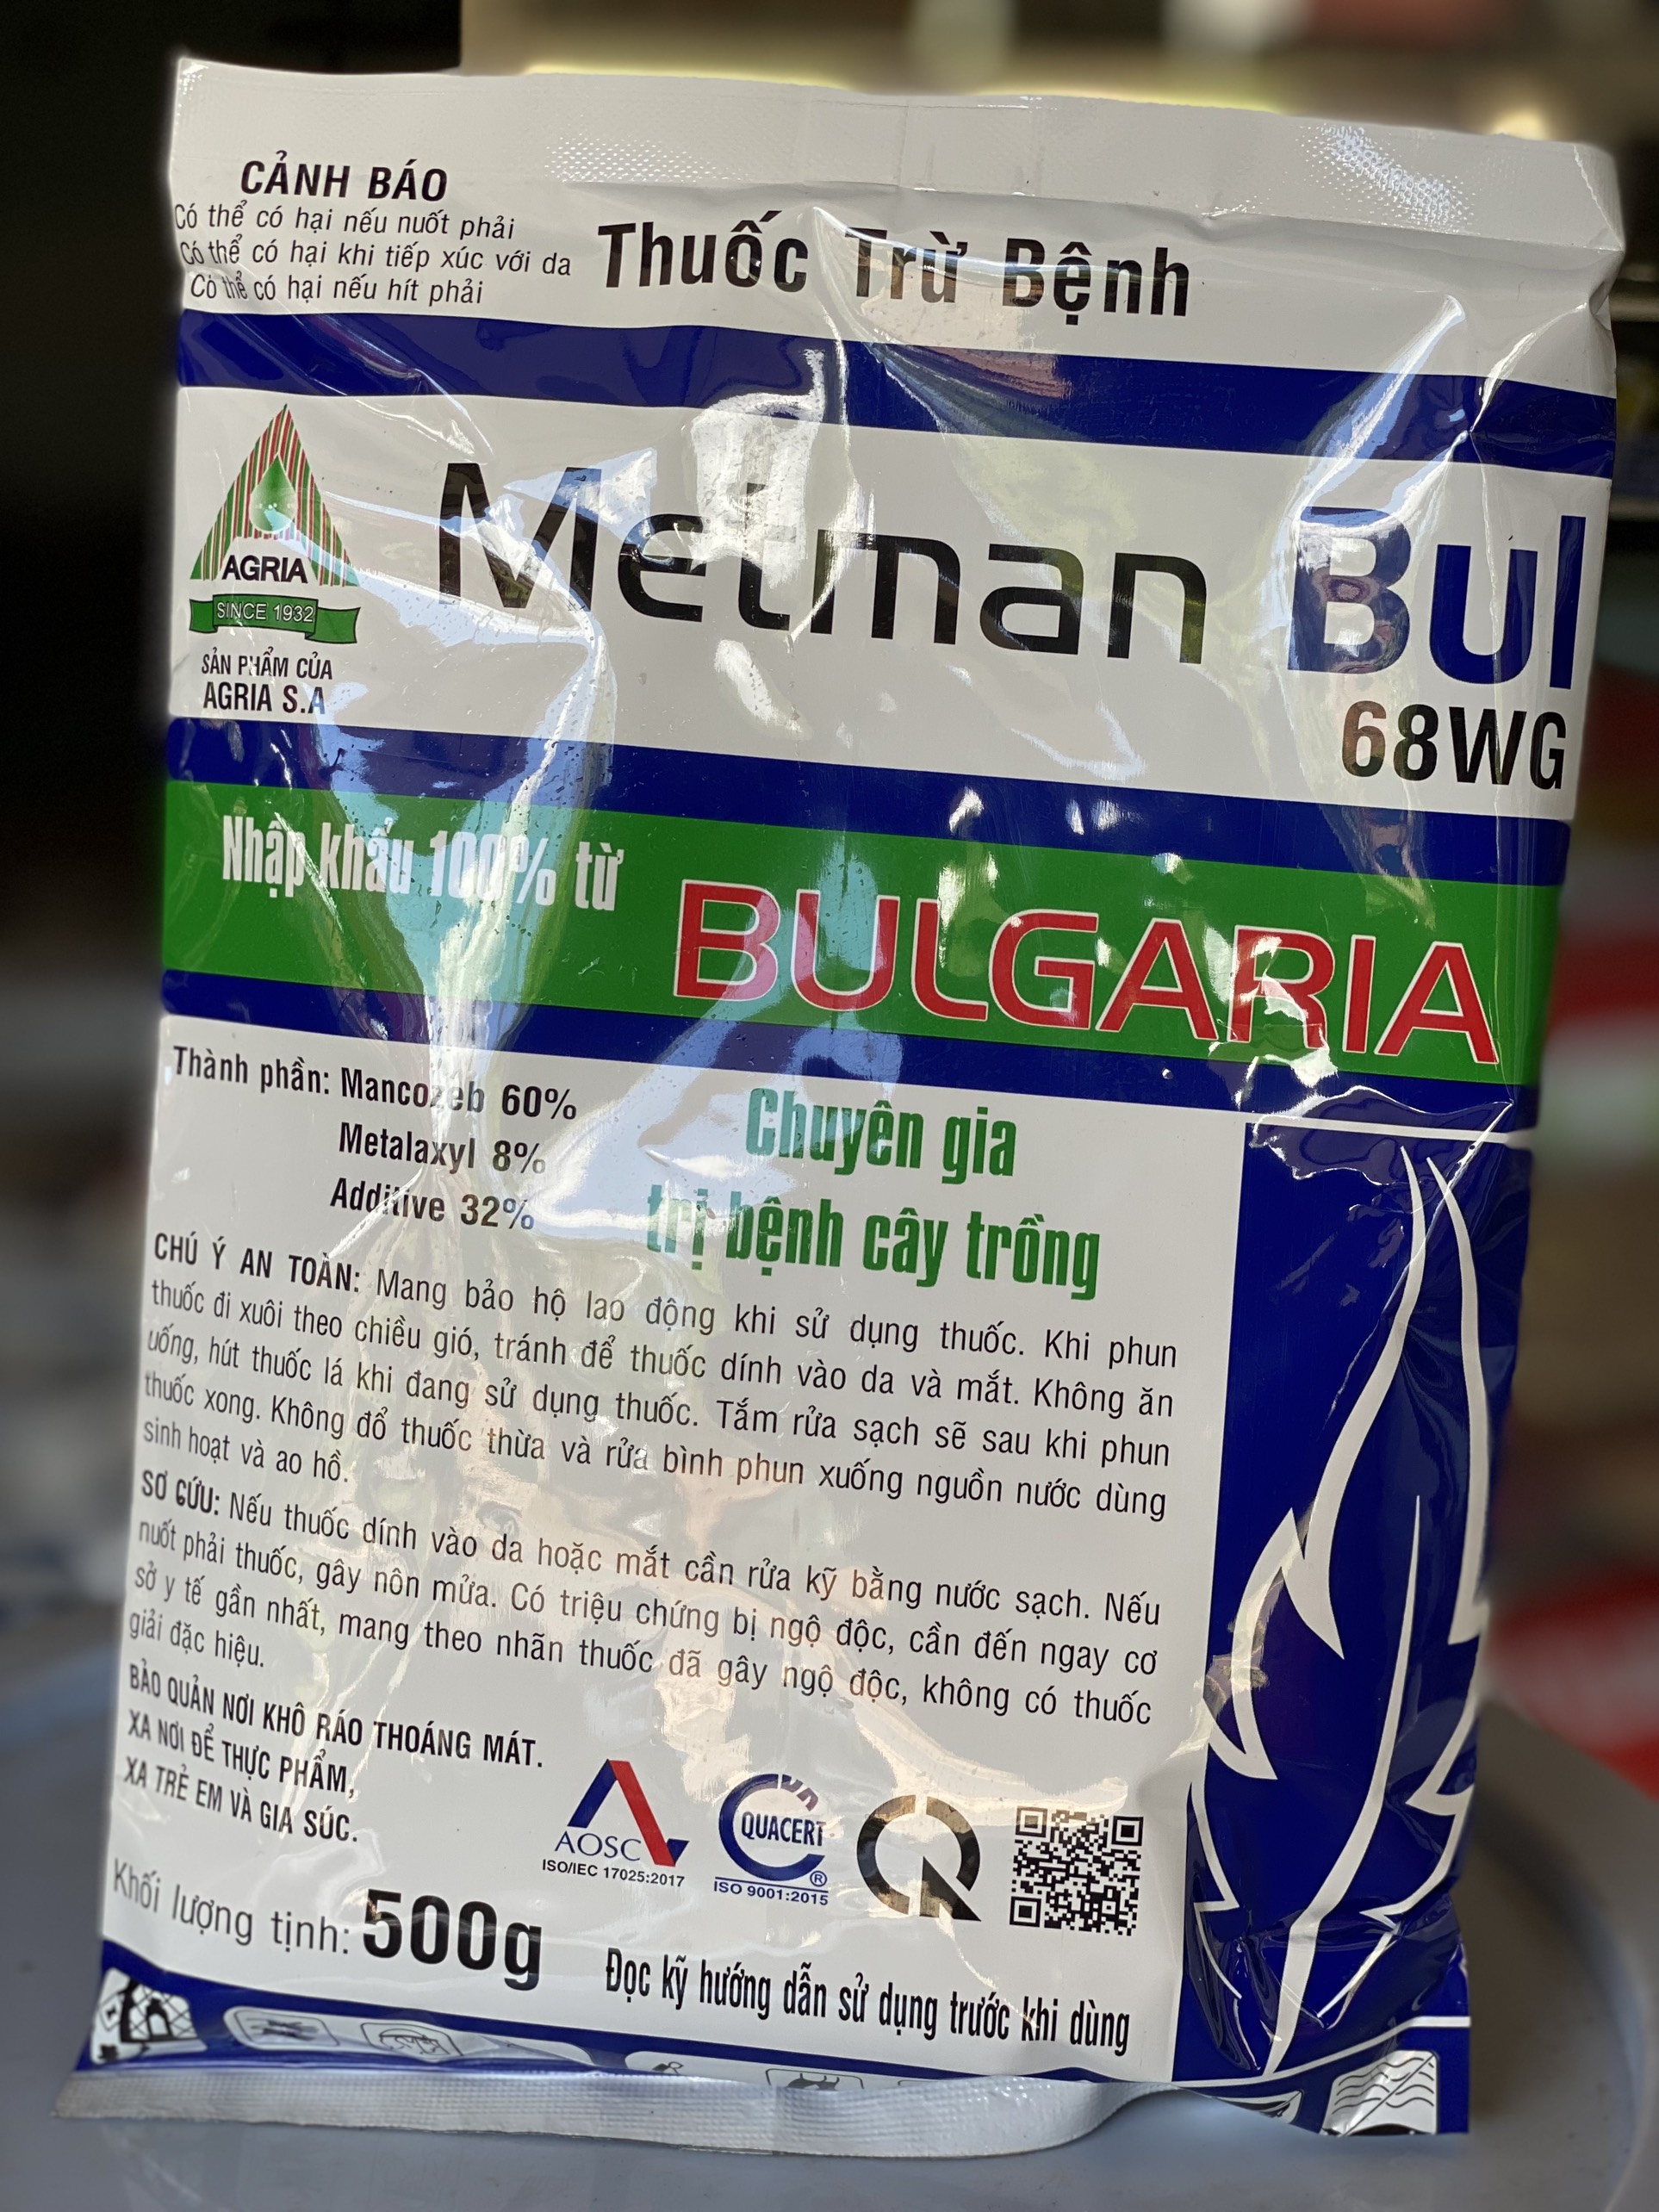 CẢNH BÁO
Có thể có hại nếu nuốt phải
Có thể có hại khi tiếp xúc với da
Có thể có hại nếu hít phải
Thuốc Trừ Bệnh
AGRIA
SINCE 1932
SẢN PHẨM CỦA
AGRIA S.A
Metman Bul
68WG
Nhập khẩu 100% từ
BULGARIA
Thành phần: Mancozeb 60%
Metalaxyl 8%
Additive 32%
Chuyên gia
trị bệnh cây trồng
CHÚ Ý AN TOÀN: Mang bảo hộ lao động khi sử dụng thuốc. Khi phun
thuốc đi xuôi theo chiều gió, tránh để thuốc dính vào da và mắt. Không ăn
uống, hút thuốc lá khi đang sử dụng thuốc. Tắm rửa sạch sẽ sau khi phun
thuốc xong. Không đổ thuốc thừa và rửa bình phun xuống nguồn nước dùng
sinh hoạt và ao hồ.
SƠ CỨU: Nếu thuốc dính vào da hoặc mắt cần rửa kỹ bằng nước sạch. Nếu
nuốt phải thuốc, gây nôn mửa. Có triệu chứng bị ngộ độc, cần đến ngay cơ
sở y tế gần nhất, mang theo nhãn thuốc đã gây ngộ độc, không có thuốc
giải đặc hiệu.
BẢO QUẢN NƠI KHÔ RÁO THOÁNG MÁT.
XA NƠI ĐỂ THỰC PHẨM,
XA TRẺ EM VÀ GIA SÚC.
AOSC
ISO/IEC 17025:2017
QUACERT
®
ISO 9001:2015
Khối lượng tịnh: 500g
Đọc kỹ hướng dẫn sử dụng trước khi dùng